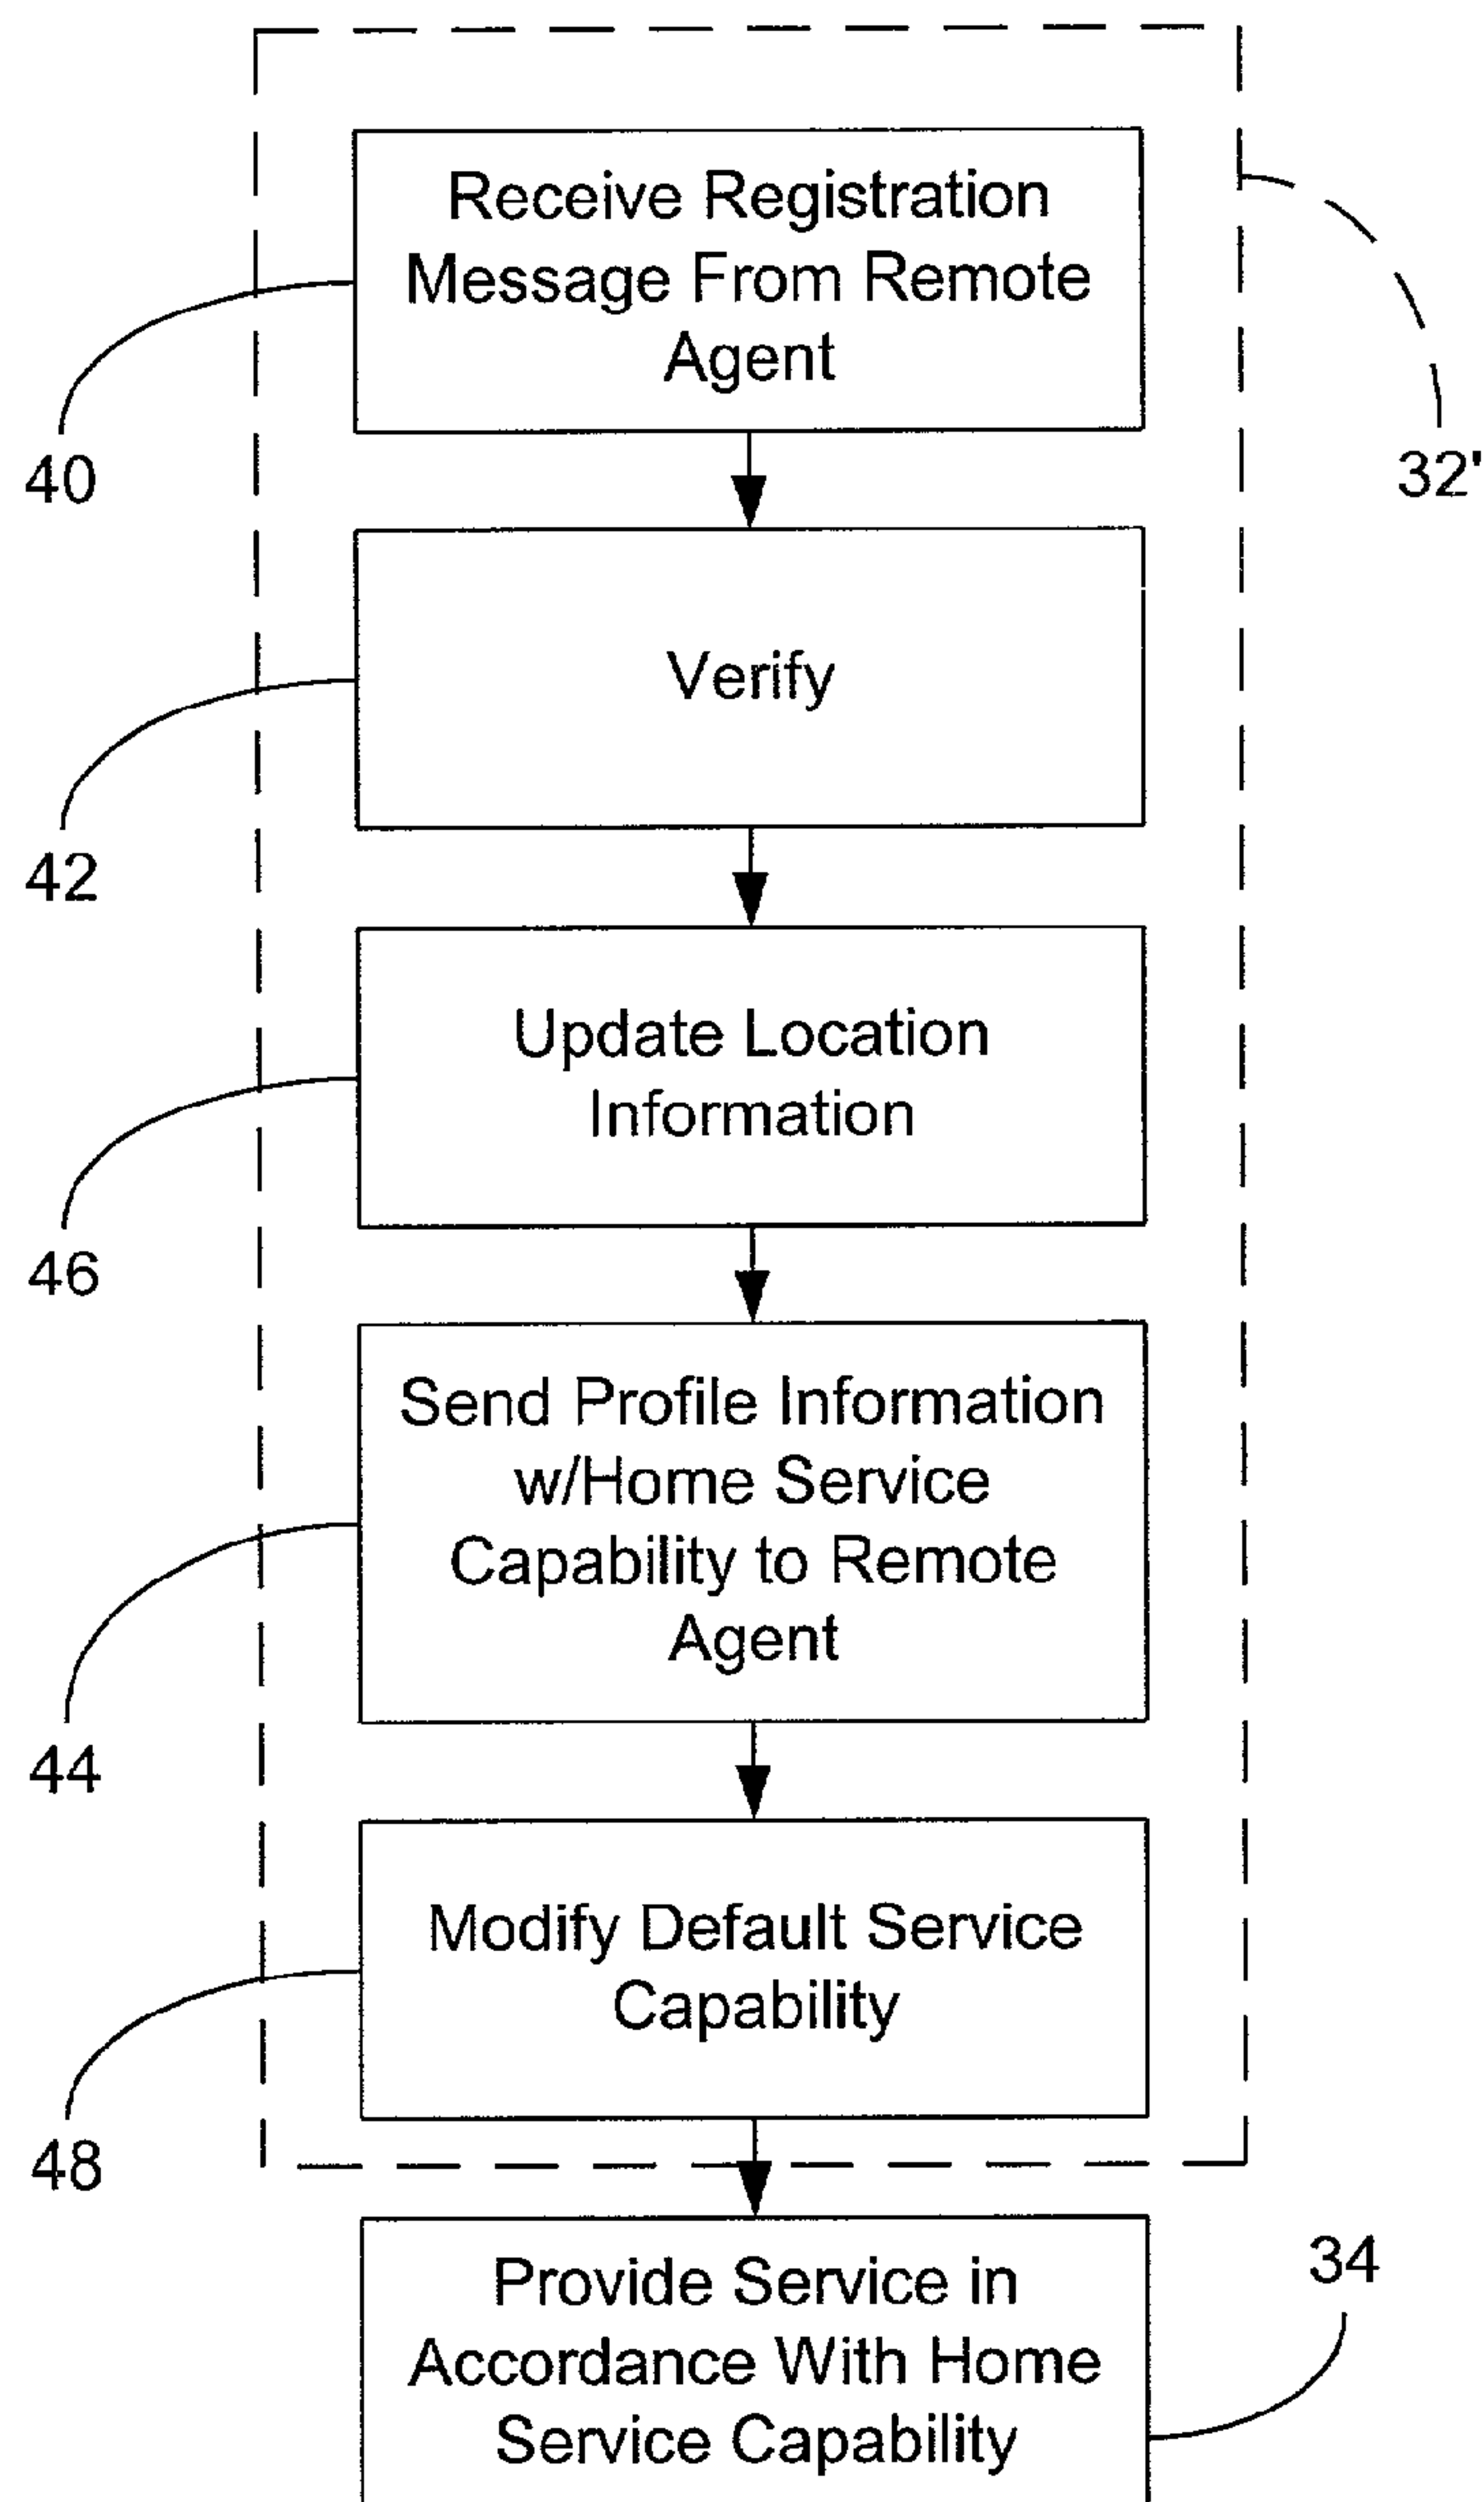 Receive Registration
Message From Remote
Agent
40
32'
Verify
42
Update Location
Information
46
Send Profile Information
w/Home Service
Capability to Remote
Agent
44
Modify Default Service
Capability
48
Provide Service in
Accordance With Home
Service Capability
34